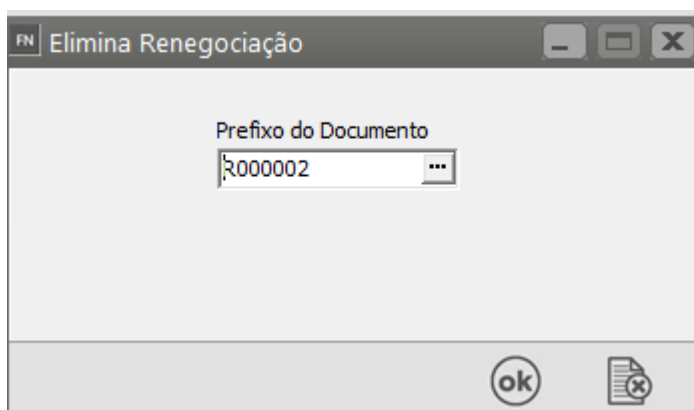 FN Elimina Renegociação
Prefixo do Documento
R000002 ...
ok